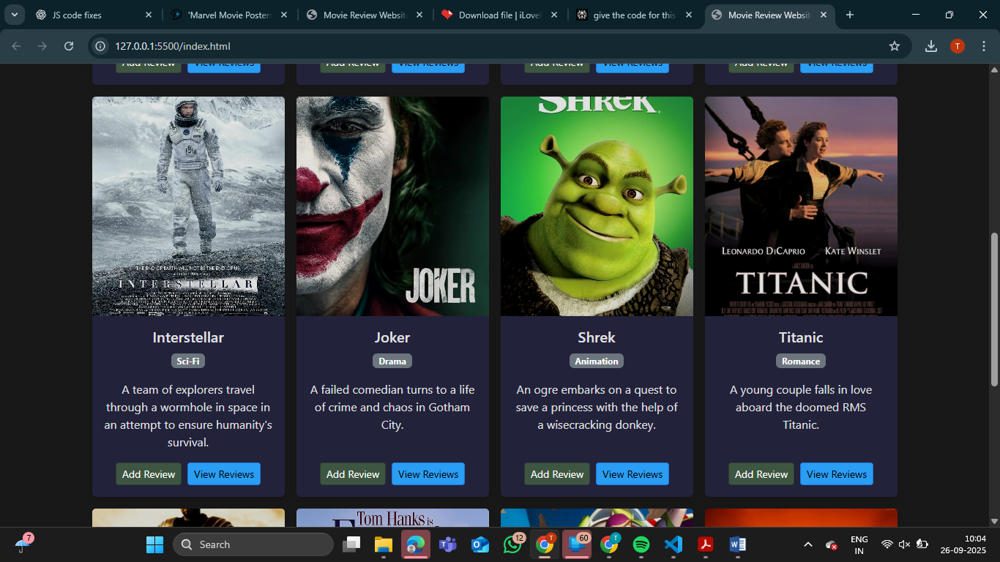 JS code fixes
'Marvel Movie Posters
Movie Review Websit
Download file | iLove
give the code for this
Movie Review Websit
127.0.0.1:5500/index.html
T
Add Review View Reviews Add Review View Reviews Add Review View Reviews Add Review View Reviews
THE END OF EARTH WILL NOT BE THE END OF US
INTERSTELLAR
JOKER
SHREK
LEONARDO DICAPRIO KATE WINSLET
TITANIC
Interstellar
Sci-Fi
A team of explorers travel
through a wormhole in space in
an attempt to ensure humanity's
survival.
Add Review View Reviews
Joker
Drama
A failed comedian turns to a life
of crime and chaos in Gotham
City.
Add Review View Reviews
Shrek
Animation
An ogre embarks on a quest to
save a princess with the help of
a wisecracking donkey.
Add Review View Reviews
Titanic
Romance
A young couple falls in love
aboard the doomed RMS
Titanic.
Add Review View Reviews
Tom Hanks is
7
Search
12
T
60
T
ENG
IN
10:04
26-09-2025